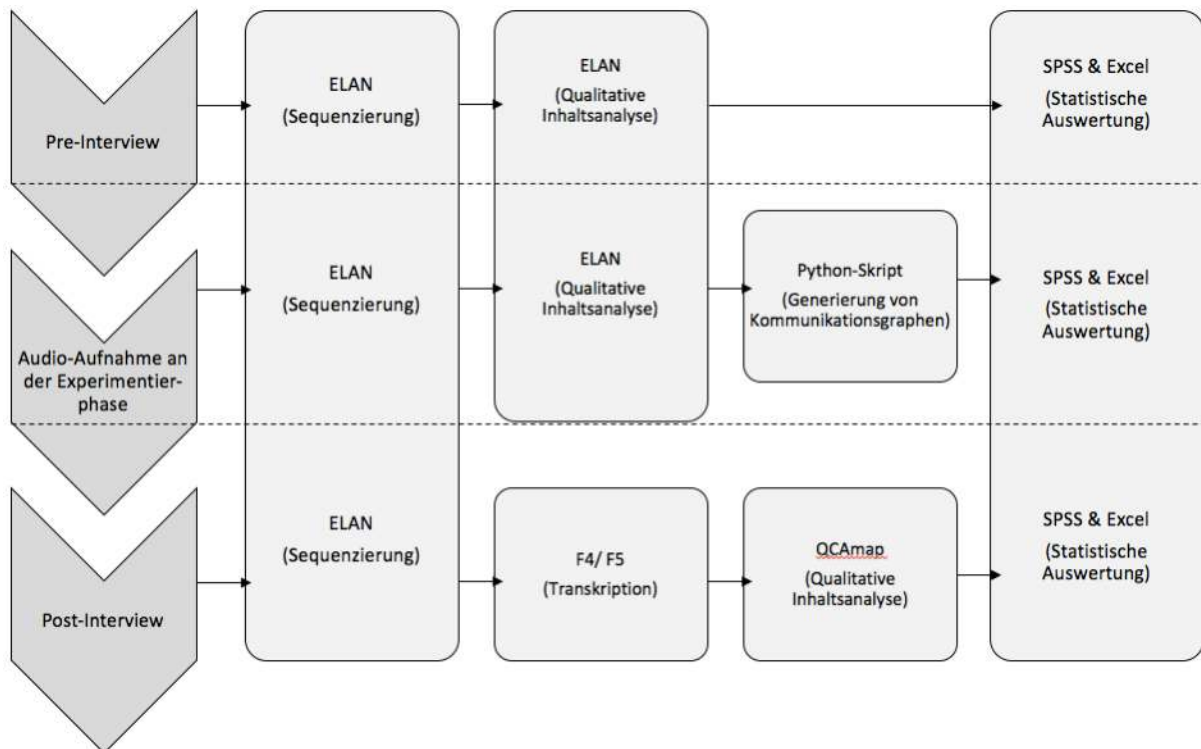 Pre-Interview
ELAN
(Sequenzierung)
ELAN
(Qualitative
Inhaltsanalyse)
SPSS & Excel
(Statistische
Auswertung)
Audio-Aufnahme an
der Experimentier-
phase
ELAN
(Sequenzierung)
ELAN
(Qualitative
Inhaltsanalyse)
Python-Skript
(Generierung von
Kommunikationsgraphen)
SPSS & Excel
(Statistische
Auswertung)
Post-Interview
ELAN
(Sequenzierung)
F4/ F5
(Transkription)
QCAmap
(Qualitative
Inhaltsanalyse)
SPSS & Excel
(Statistische
Auswertung)